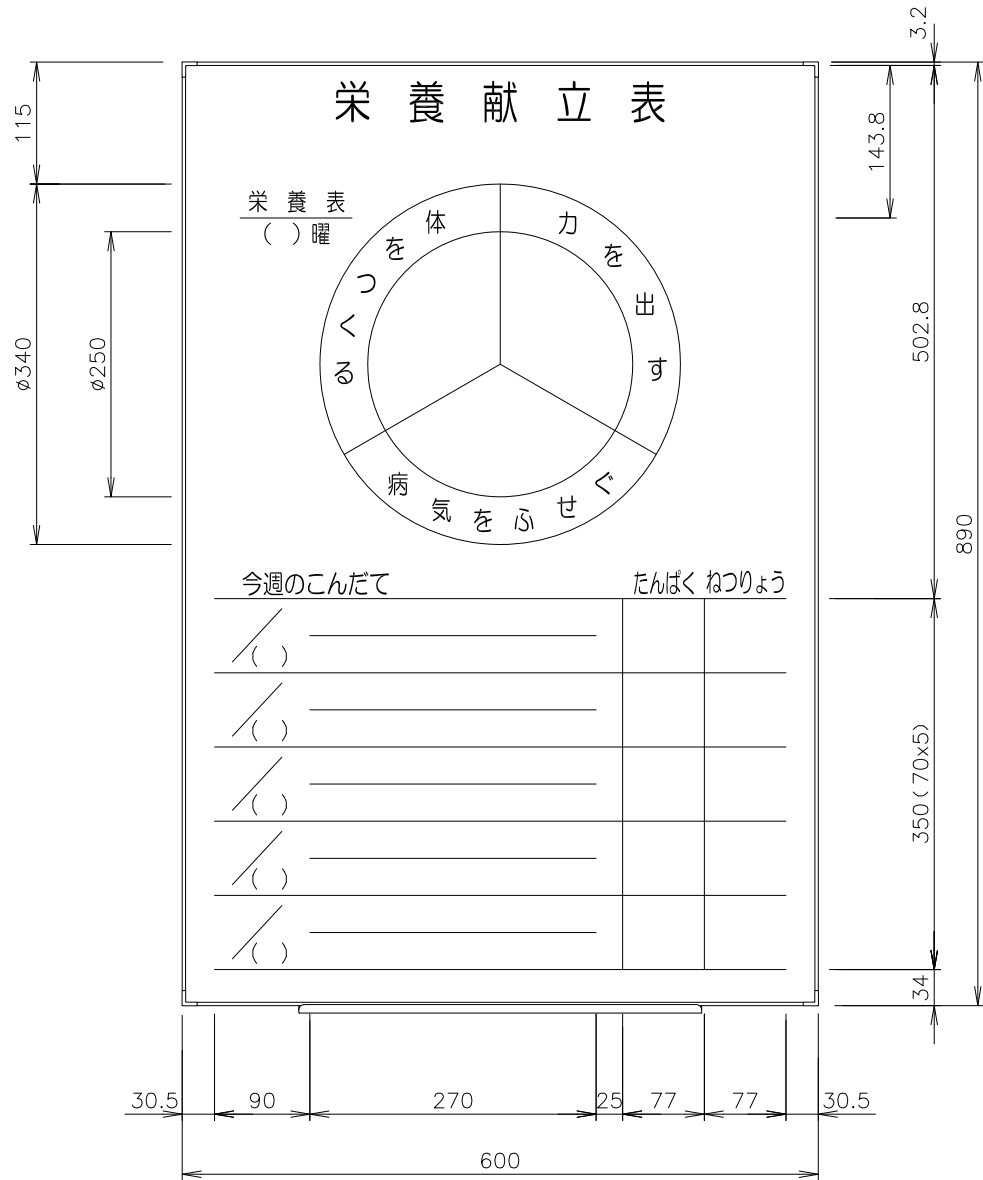 栄養献立表
栄養表
( )曜
体をつくる
力を出す
病気をふせぐ
今週のこんだて たんぱく ねつりょう
( )
( )
( )
( )
( )
3.2
115
143.8
ø340
ø250
502.8
890
350(70x5)
34
30.5 90 270 25 77 77 30.5
600